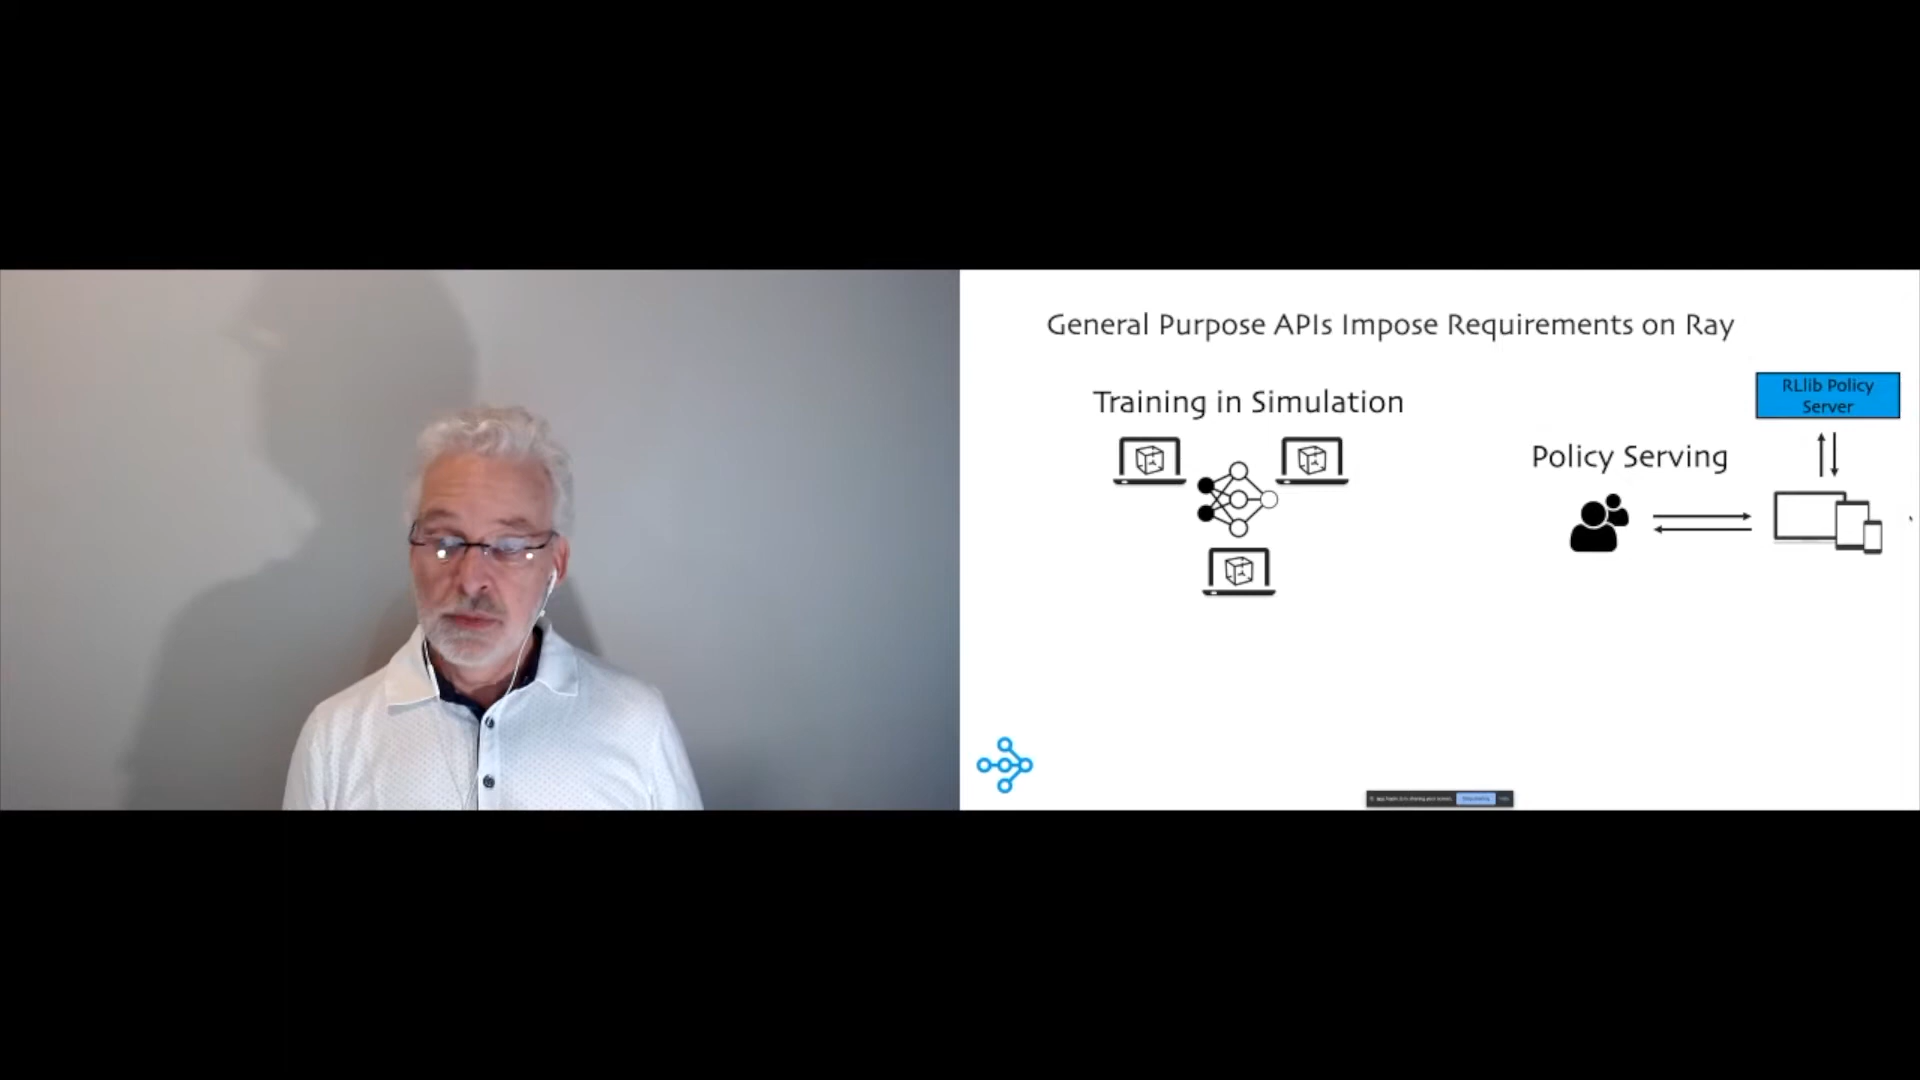 General Purpose APIs Impose Requirements on Ray
Training in Simulation
RLlib Policy
Server
Policy Serving